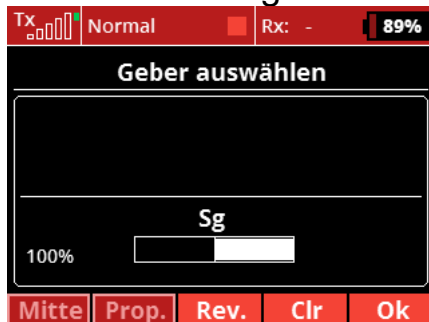 Tx Normal Rx: - 89%
Geber auswählen
Sg
100%
Mitte Prop. Rev. Clr Ok